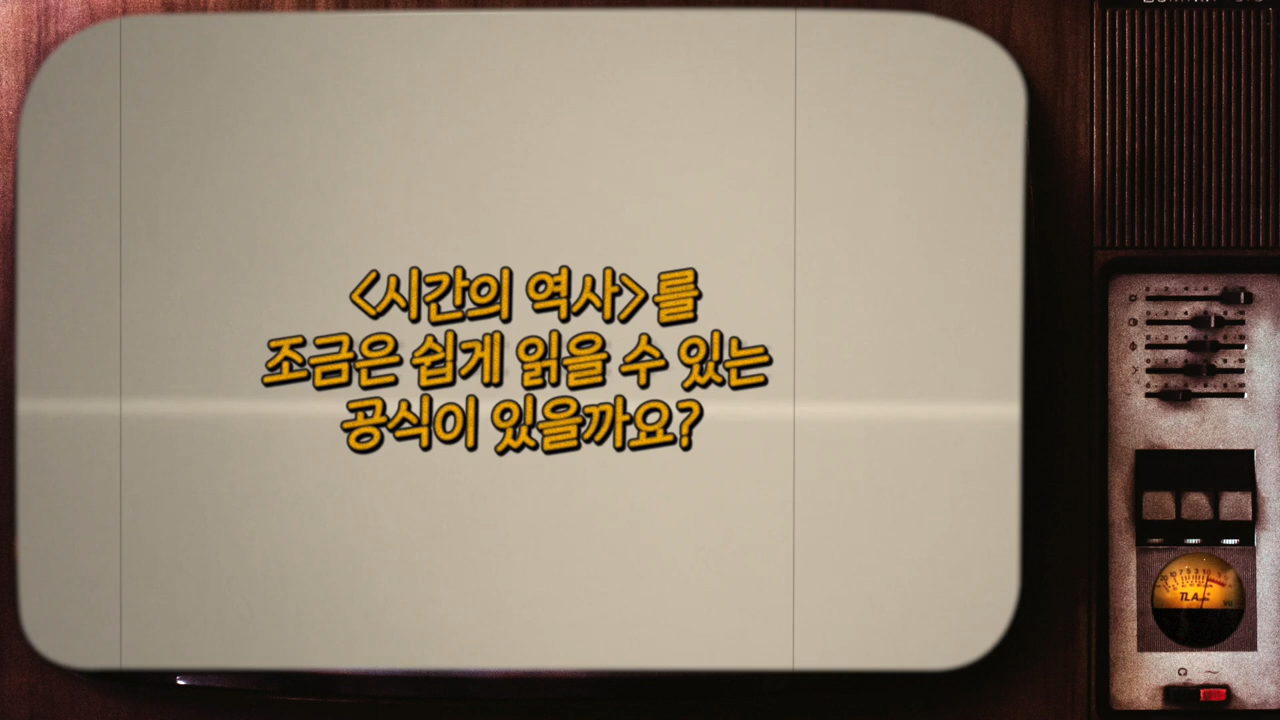 <시간의 역사>를
조금은 쉽게 읽을 수 있는
공식이 있을까요?
TLA